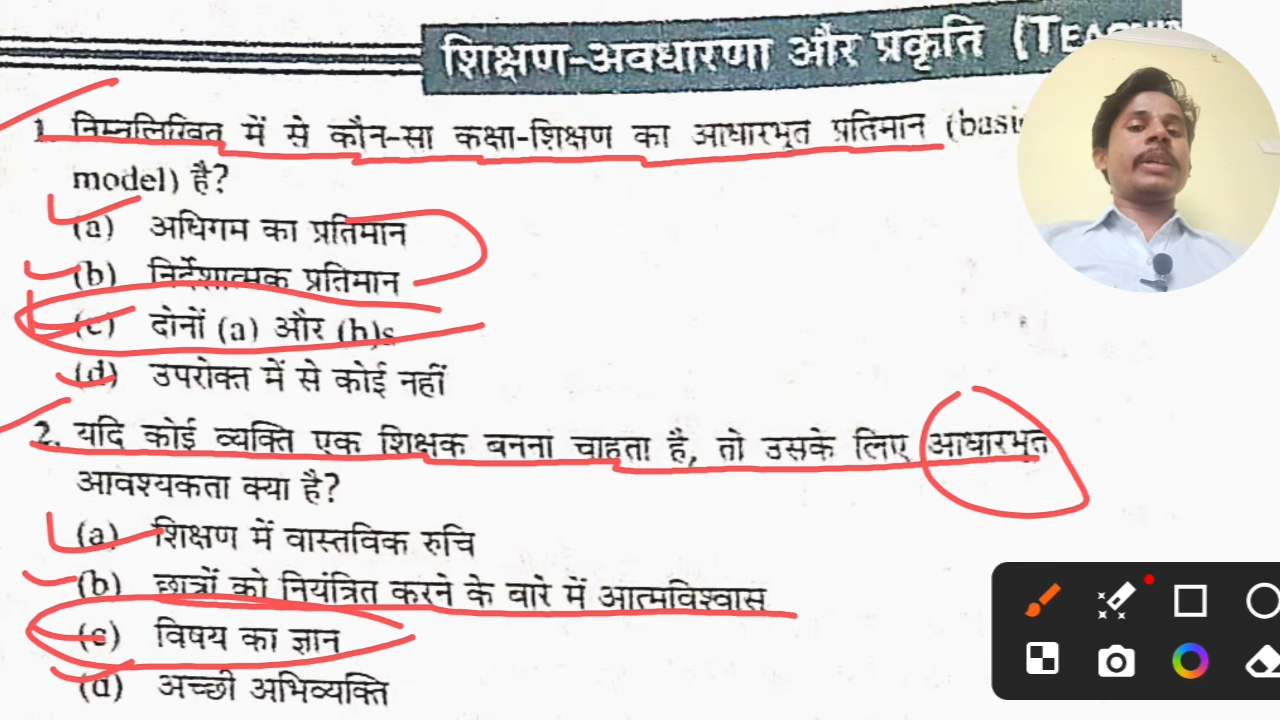 शिक्षण-अवधारणा और प्रकृति
1. निम्नलिखित में से कौन-सा कक्षा-शिक्षण का आधारभूत प्रतिमान
model) है?
(a) अधिगम का प्रतिमान
(b) निर्देशात्मक प्रतिमान
(c) दोनों (a) और (b)s
(d) उपरोक्त में से कोई नहीं
2. यदि कोई व्यक्ति एक शिक्षक बनना चाहता है, तो उसके लिए आधारभूत
आवश्यकता क्या है?
(a) शिक्षण में वास्तविक रुचि
(b) छात्रों को नियंत्रित करने के बारे में आत्मविश्वास
(c) विषय का ज्ञान
(d) अच्छी अभिव्यक्ति